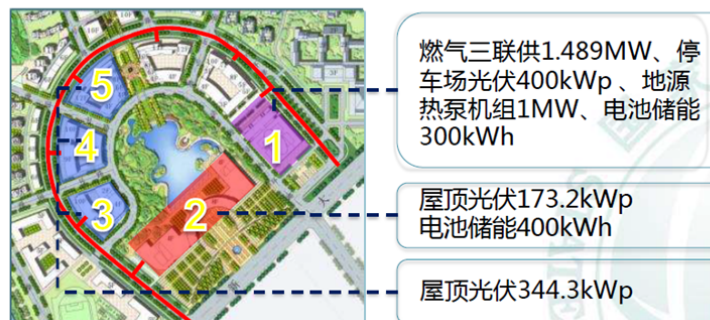 5
4
3
1
2
燃气三联供1.489MW、停
车场光伏400kWp 、地源
热泵机组1MW、电池储能
300kWh
屋顶光伏173.2kWp
电池储能400kWh
屋顶光伏344.3kWp